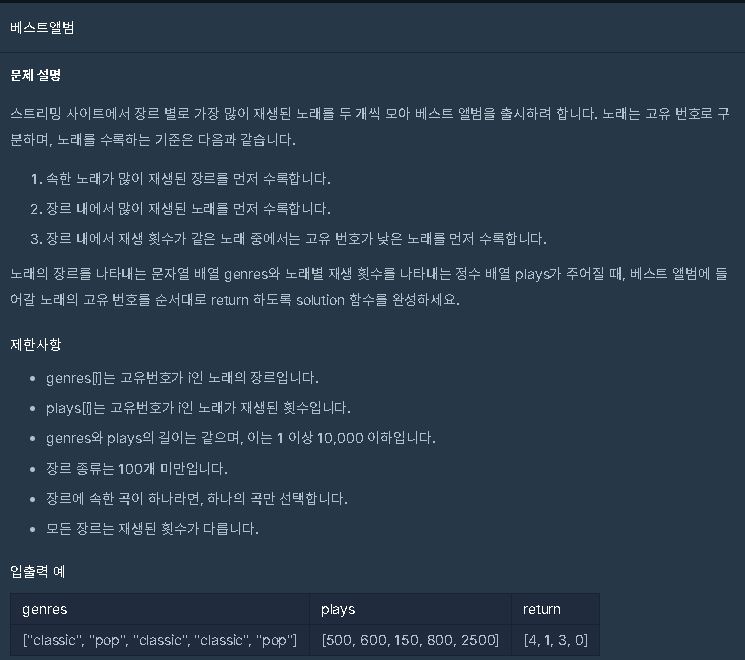 베스트앨범
문제 설명
스트리밍 사이트에서 장르 별로 가장 많이 재생된 노래를 두 개씩 모아 베스트 앨범을 출시하려 합니다. 노래는 고유 번호로 구
분하며, 노래를 수록하는 기준은 다음과 같습니다.
1. 속한 노래가 많이 재생된 장르를 먼저 수록합니다.
2. 장르 내에서 많이 재생된 노래를 먼저 수록합니다.
3. 장르 내에서 재생 횟수가 같은 노래 중에서는 고유 번호가 낮은 노래를 먼저 수록합니다.
노래의 장르를 나타내는 문자열 배열 genres와 노래별 재생 횟수를 나타내는 정수 배열 plays가 주어질 때, 베스트 앨범에 들
어갈 노래의 고유 번호를 순서대로 return 하도록 solution 함수를 완성하세요.
제한사항
• genres[i]는 고유번호가 i인 노래의 장르입니다.
• plays[i]는 고유번호가 i인 노래가 재생된 횟수입니다.
• genres와 plays의 길이는 같으며, 이는 1 이상 10,000 이하입니다.
• 장르 종류는 100개 미만입니다.
• 장르에 속한 곡이 하나라면, 하나의 곡만 선택합니다.
• 모든 장르는 재생된 횟수가 다릅니다.
입출력 예
genres plays return
["classic", "pop", "classic", "classic", "pop"] [500, 600, 150, 800, 2500] [4, 1, 3, 0]